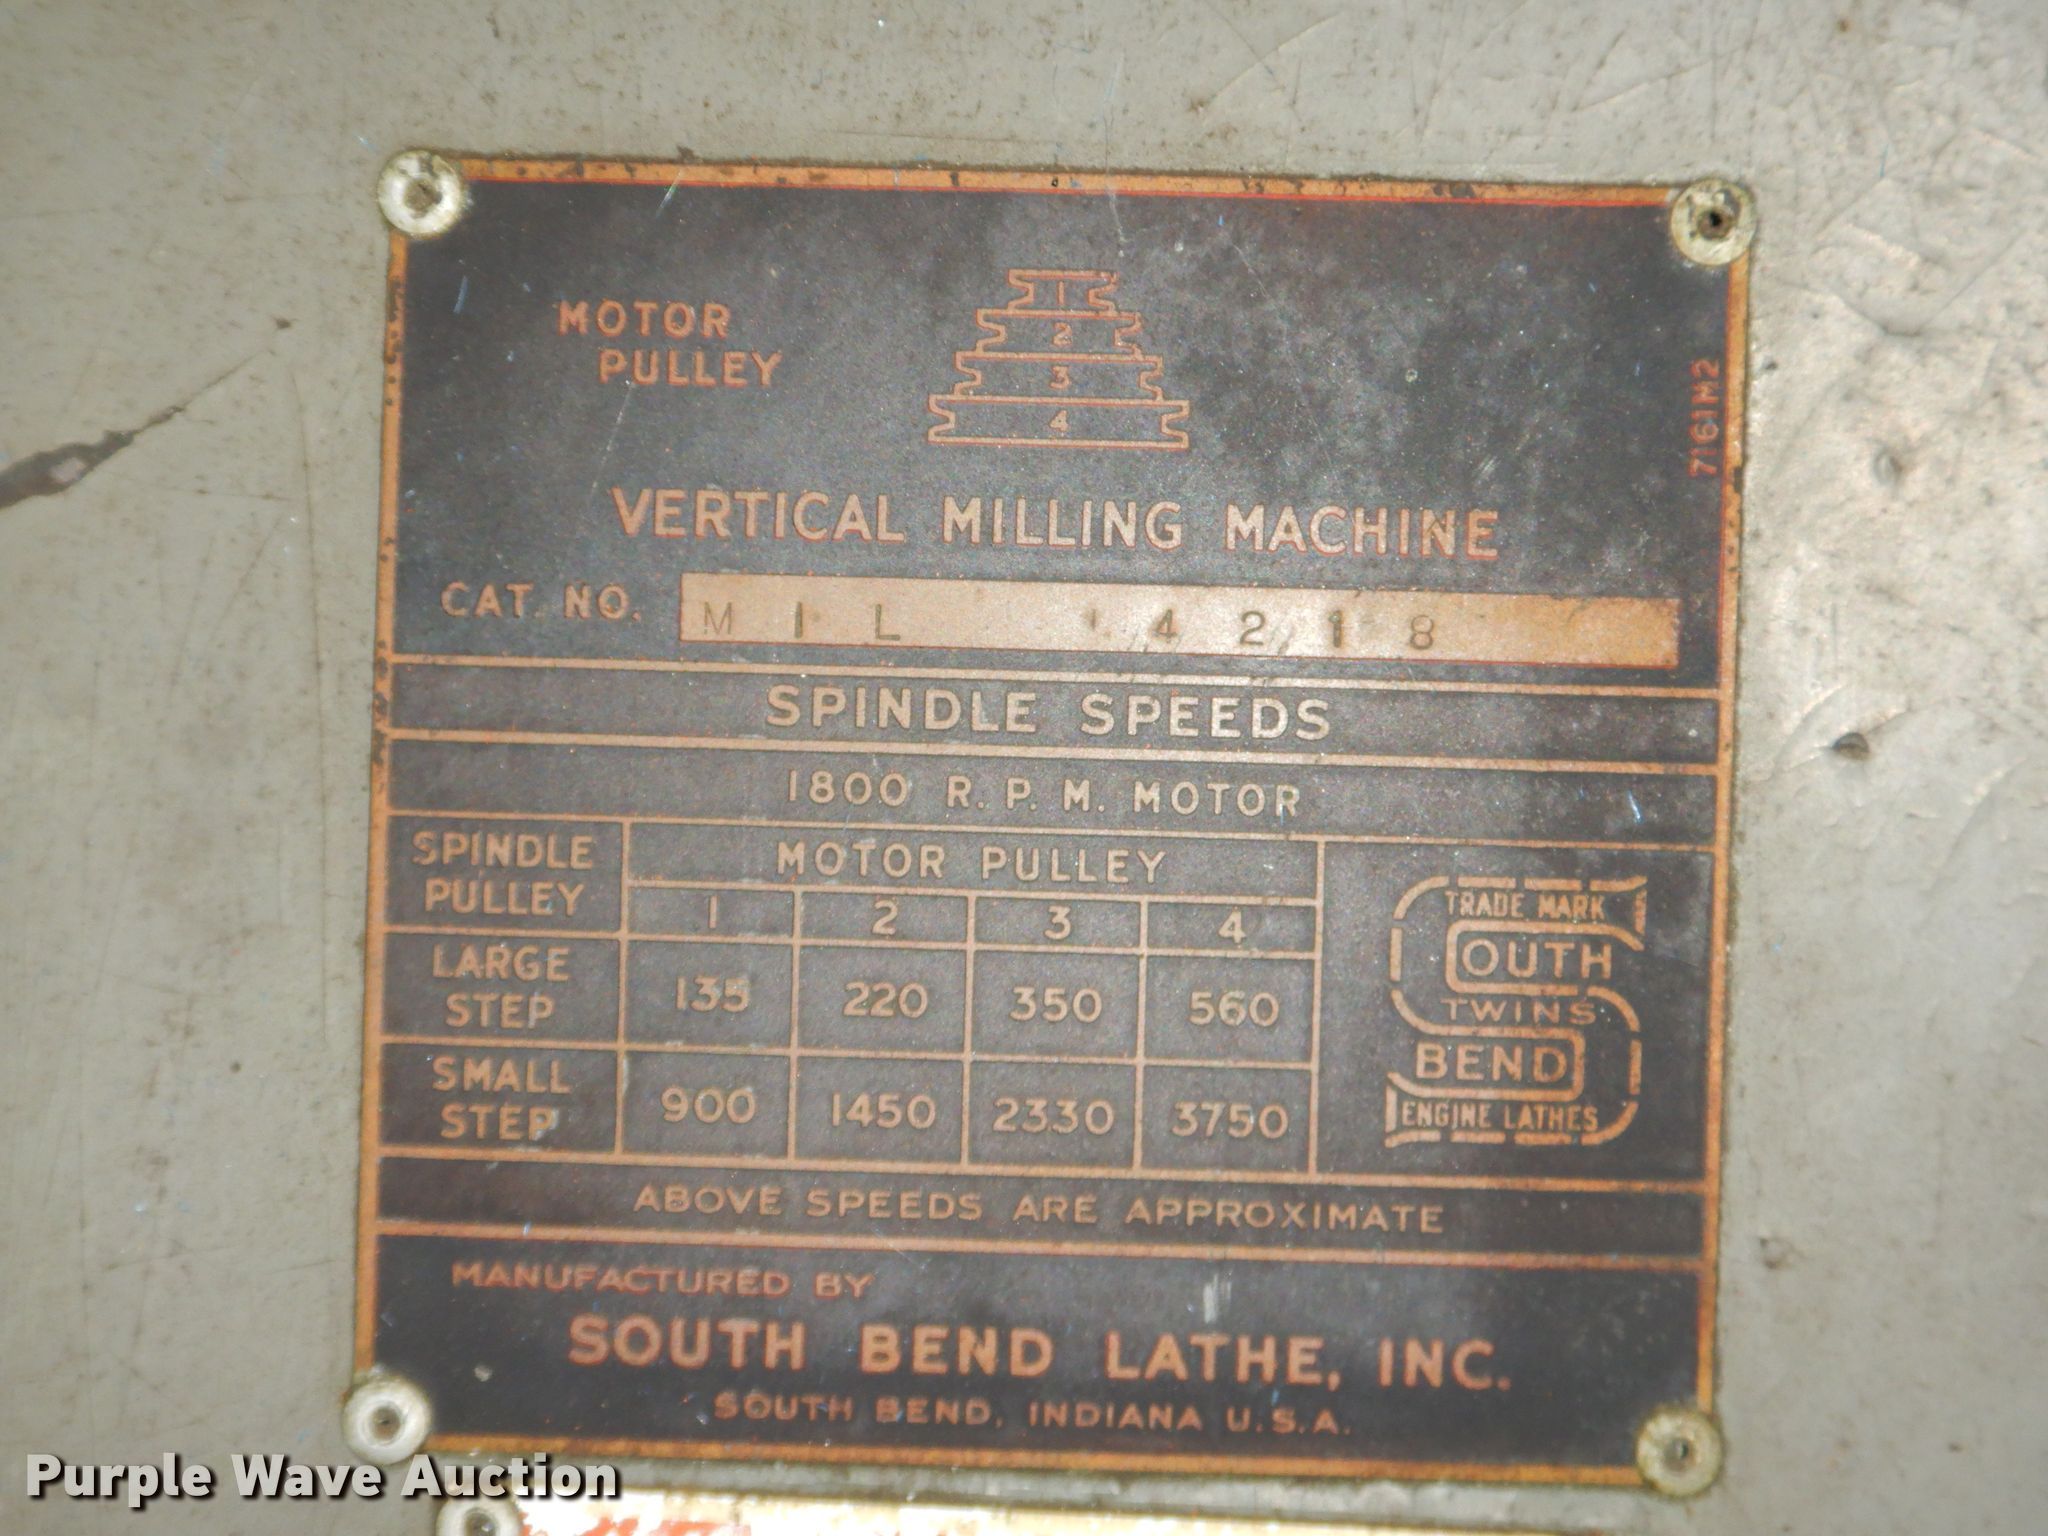 MOTOR
PULLEY
1
2
3
4
7161M2
VERTICAL MILLING MACHINE
CAT. NO. MIL 4218
SPINDLE SPEEDS
1800 R.P.M. MOTOR
SPINDLE PULLEY MOTOR PULLEY
1 2 3 4
LARGE STEP 135 220 350 560
SMALL STEP 900 1450 2330 3750
TRADE MARK
SOUTH
TWINS
BEND
ENGINE LATHES
ABOVE SPEEDS ARE APPROXIMATE
MANUFACTURED BY
SOUTH BEND LATHE, INC.
SOUTH BEND, INDIANA U.S.A.
Purple Wave Auction